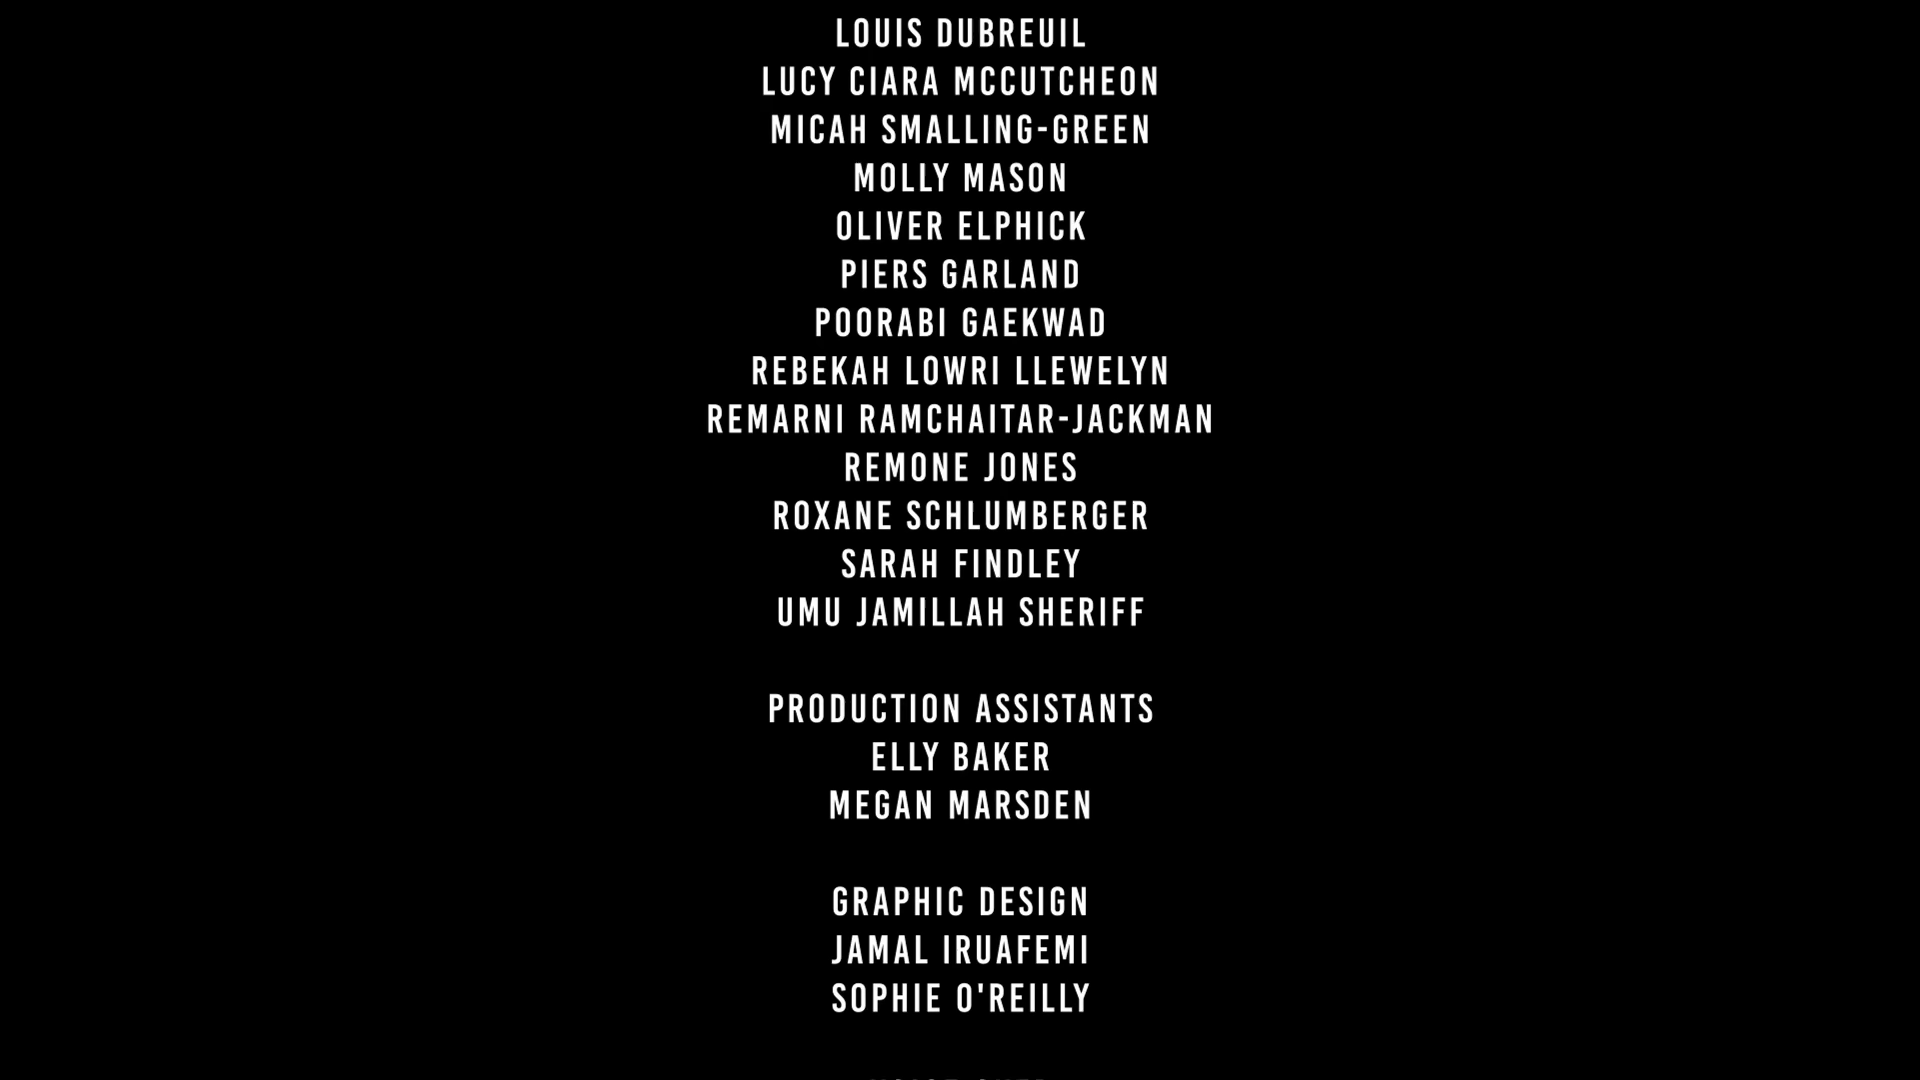 LOUIS DUBREUIL
LUCY CIARA MCCUTCHEON
MICAH SMALLING-GREEN
MOLLY MASON
OLIVER ELPHICK
PIERS GARLAND
POORABI GAEKWAD
REBEKAH LOWRI LLEWELYN
REMARNI RAMCHAITAR-JACKMAN
REMONE JONES
ROXANE SCHLUMBERGER
SARAH FINDLEY
UMU JAMILLAH SHERIFF
PRODUCTION ASSISTANTS
ELLY BAKER
MEGAN MARSDEN
GRAPHIC DESIGN
JAMAL IRUAFEMI
SOPHIE O'REILLY